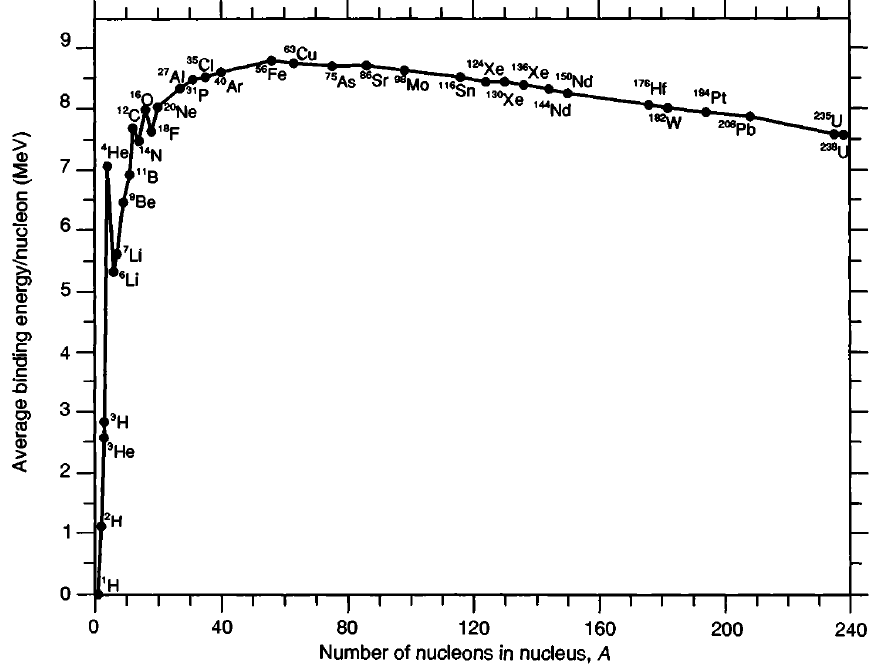 Average binding energy/nucleon (MeV)
9
8
7
6
5
4
3
2
1
0
¹H
²H
³He
³H
⁴He
⁶Li
⁷Li
⁹Be
¹¹B
¹²C
¹⁴N
¹⁶O
¹⁸F
²⁰Ne
²⁷Al
³¹P
³⁵Cl
⁴⁰Ar
⁵⁶Fe
⁶³Cu
⁷⁵As
⁸⁶Sr
⁹⁸Mo
¹¹⁶Sn
¹²⁴Xe
¹³⁰Xe
¹³⁶Xe
¹⁴⁴Nd
¹⁵⁰Nd
¹⁷⁶Hf
¹⁸²W
¹⁹⁴Pt
²⁰⁸Pb
²³⁵U
²³⁸U
0 40 80 120 160 200 240
Number of nucleons in nucleus, A